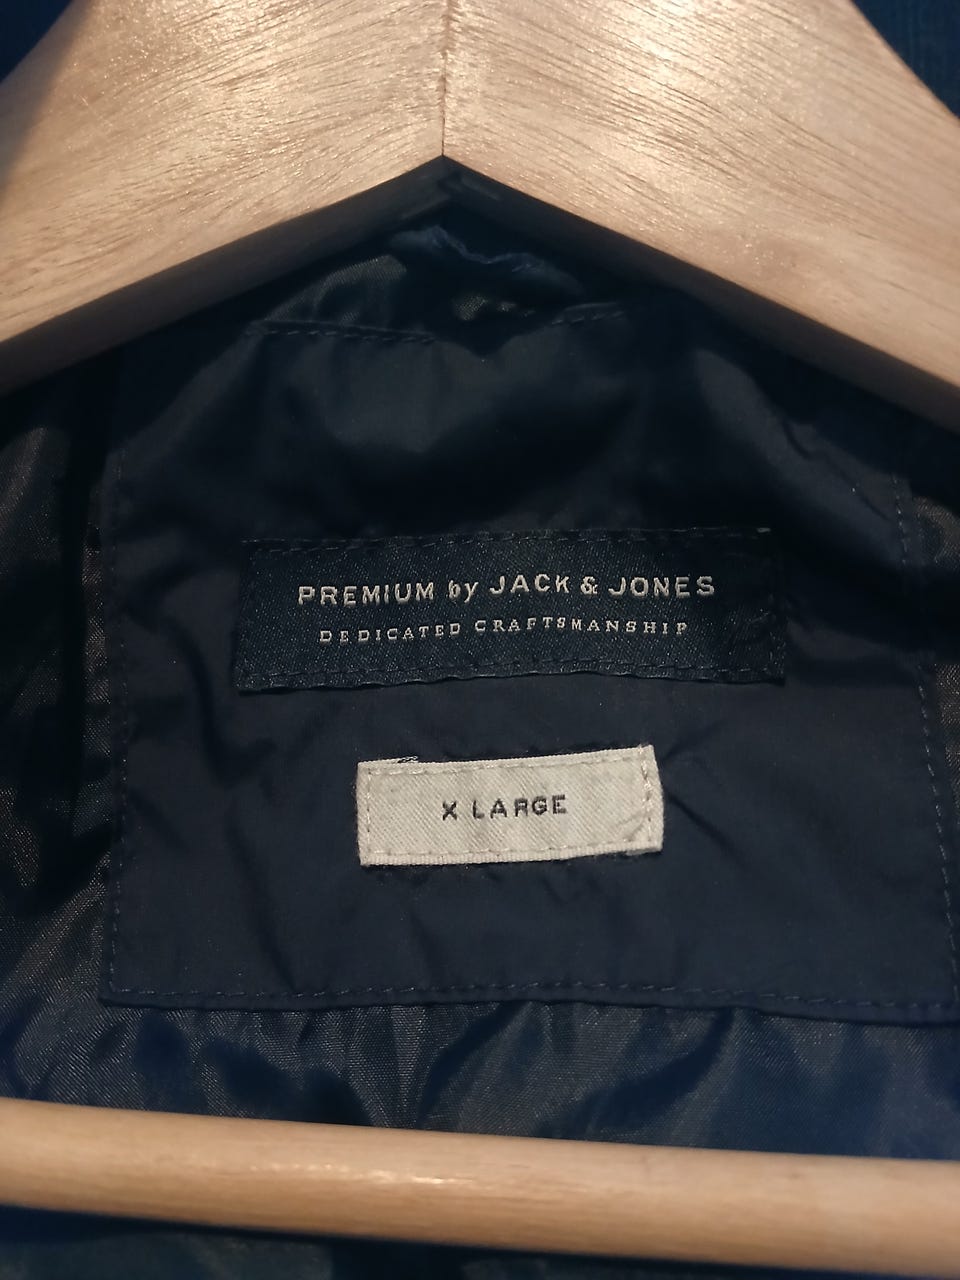 PREMIUM by JACK & JONES
DEDICATED CRAFTSMANSHIP
X LARGE